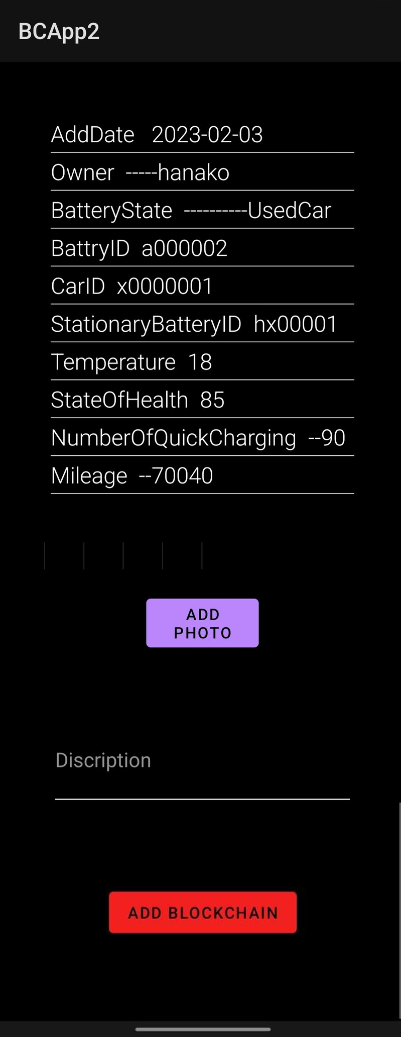 BCApp2
AddDate 2023-02-03
Owner -----hanako
BatteryState ----------UsedCar
BattryID a000002
CarID x0000001
StationaryBatteryID hx00001
Temperature 18
StateOfHealth 85
NumberOfQuickCharging --90
Mileage --70040
ADD
PHOTO
Discription
ADD BLOCKCHAIN